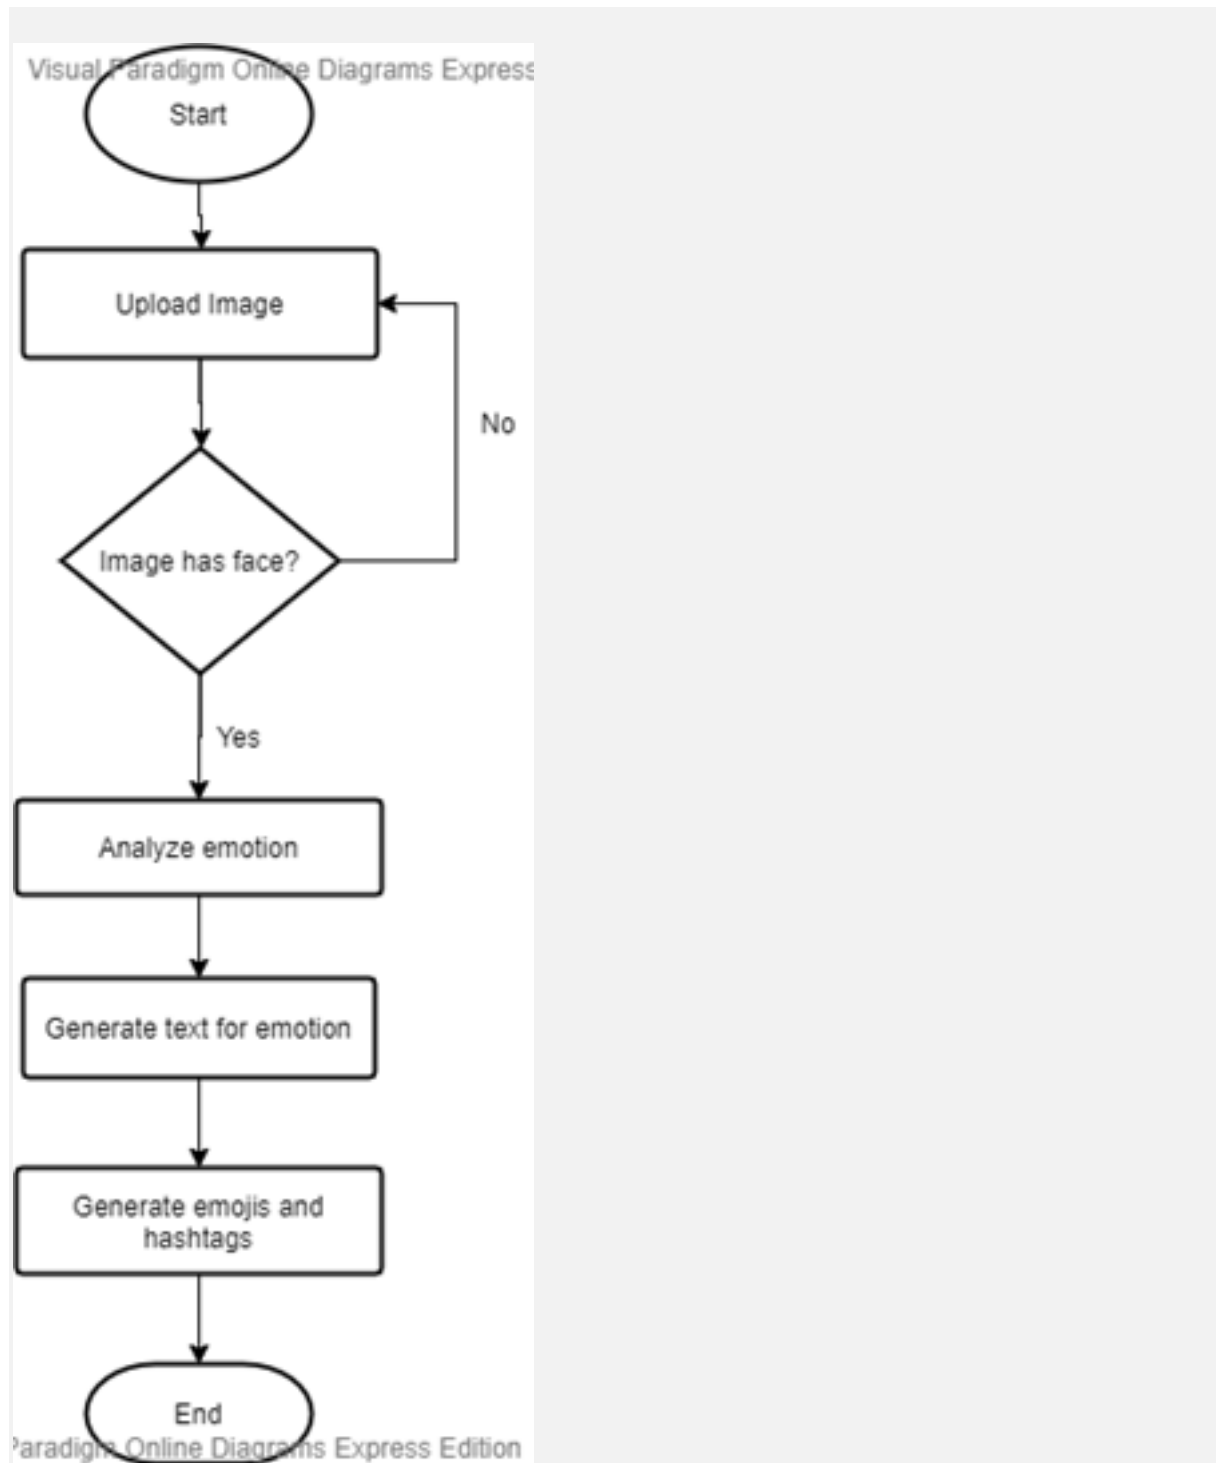 Visual Paradigm Online Diagrams Express
Start
Upload Image
No
Image has face?
Yes
Analyze emotion
Generate text for emotion
Generate emojis and
hashtags
End
Paradigm Online Diagrams Express Edition